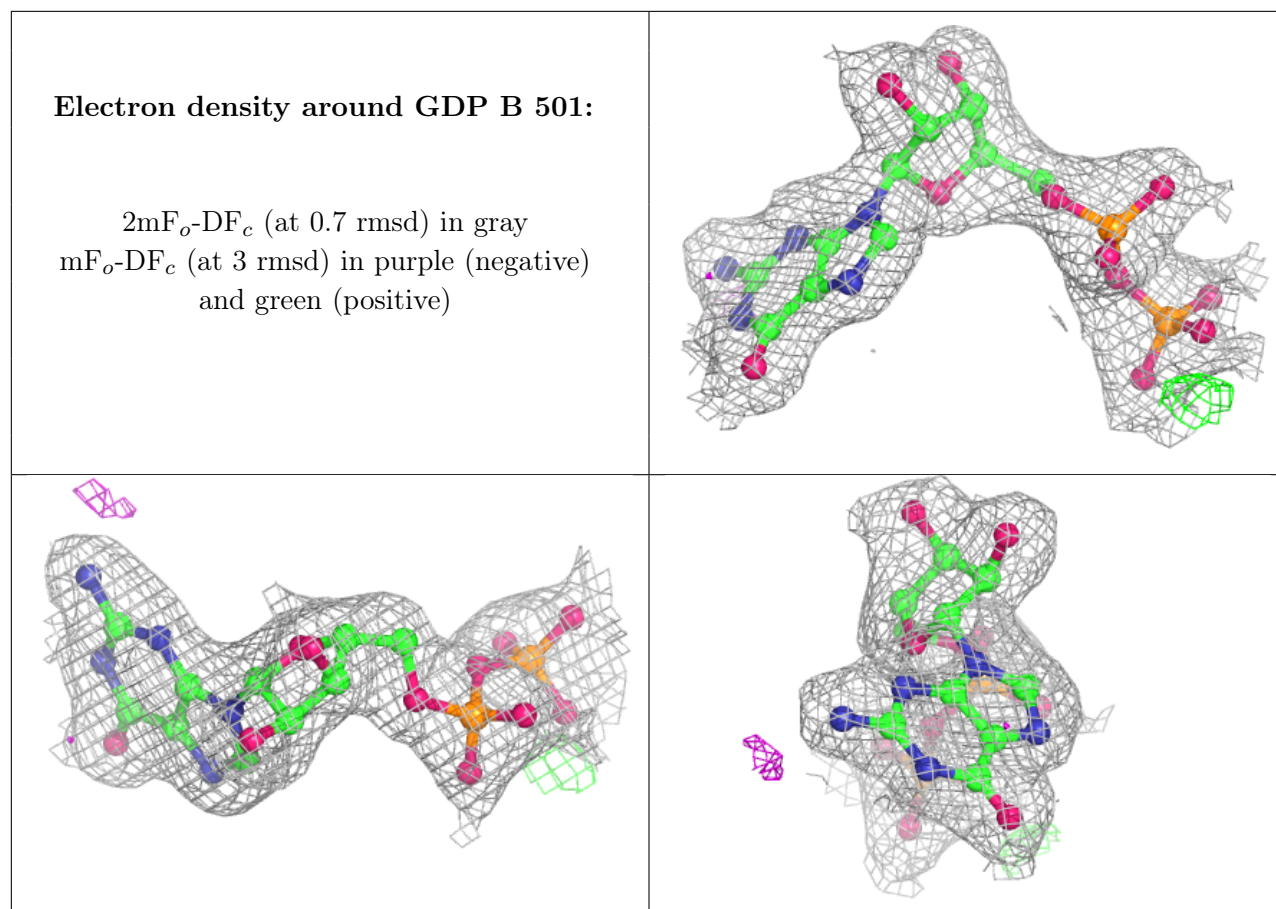 Electron density around GDP B 501:
2mFo-DFc (at 0.7 rmsd) in gray
mFo-DFc (at 3 rmsd) in purple (negative)
and green (positive)